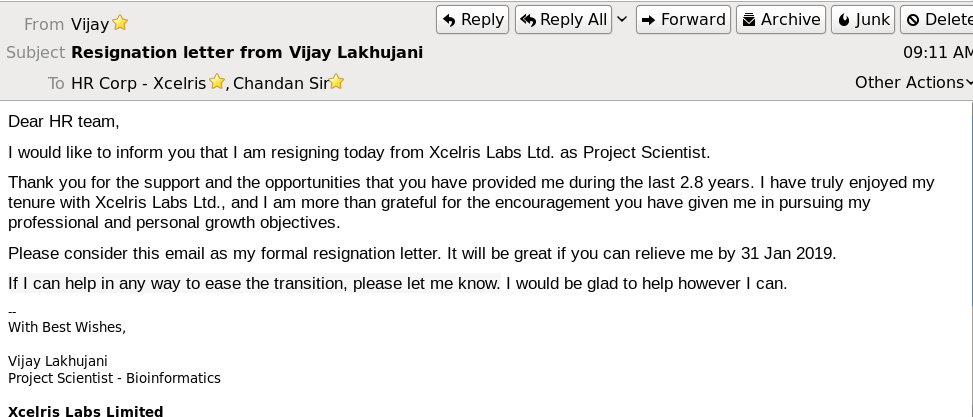 From Vijay Reply Reply All Forward Archive Junk Delete
Subject Resignation letter from Vijay Lakhujani 09:11 AM
To HR Corp - Xcelris, Chandan Sir Other Actions
Dear HR team,
I would like to inform you that I am resigning today from Xcelris Labs Ltd. as Project Scientist.
Thank you for the support and the opportunities that you have provided me during the last 2.8 years. I have truly enjoyed my
tenure with Xcelris Labs Ltd., and I am more than grateful for the encouragement you have given me in pursuing my
professional and personal growth objectives.
Please consider this email as my formal resignation letter. It will be great if you can relieve me by 31 Jan 2019.
If I can help in any way to ease the transition, please let me know. I would be glad to help however I can.
--
With Best Wishes,
Vijay Lakhujani
Project Scientist - Bioinformatics
Xcelris Labs Limited